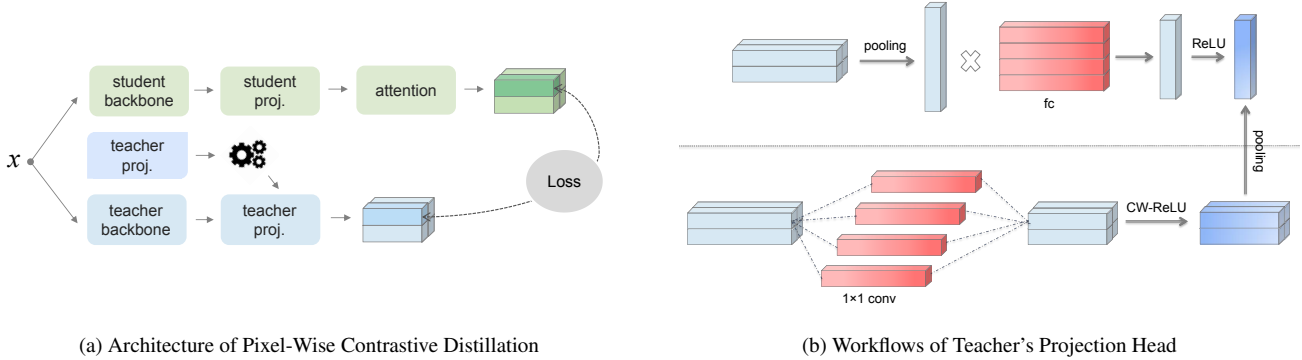 student
backbone
student
proj.
attention
teacher
proj.
x
Loss
teacher
backbone
teacher
proj.
(a) Architecture of Pixel-Wise Contrastive Distillation
pooling
fc
ReLU
pooling
CW-ReLU
1×1 conv
(b) Workflows of Teacher's Projection Head